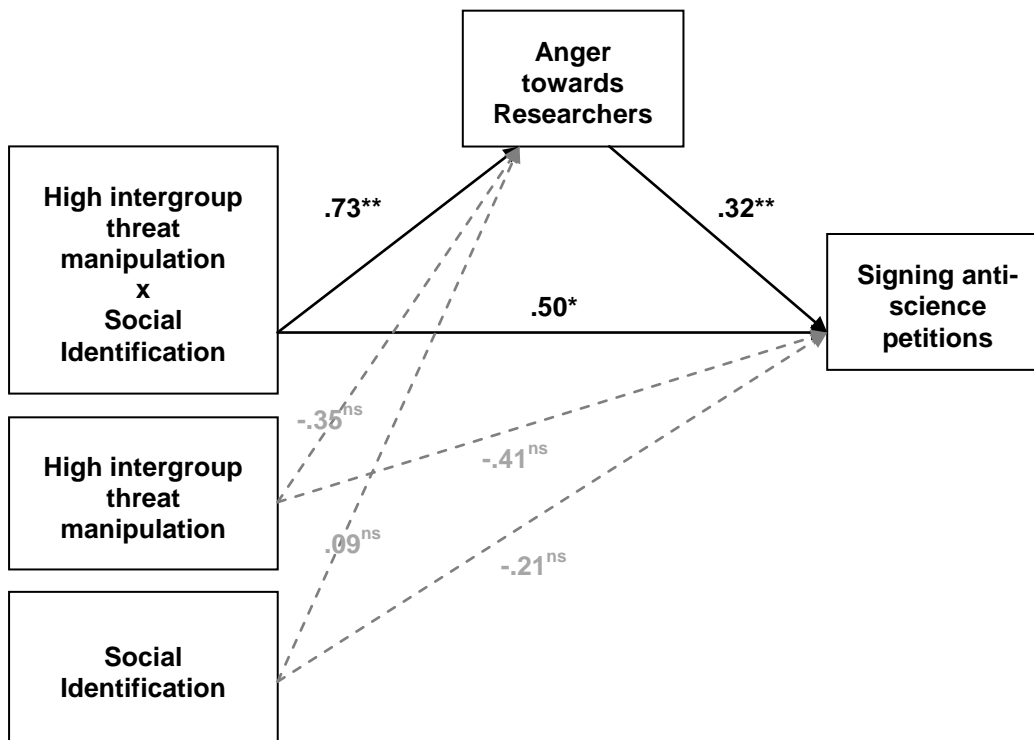 Anger
towards
Researchers
High intergroup
threat
manipulation
x
Social
Identification
.73**
.32**
Signing anti-
science
petitions
.50*
-.35ns
High intergroup
threat
manipulation
-.41ns
.09ns
-.21ns
Social
Identification